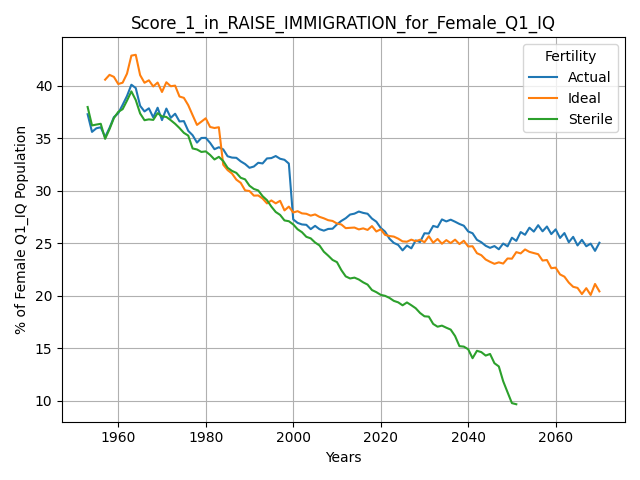 Score_1_in_RAISE_IMMIGRATION_for_Female_Q1_IQ
% of Female Q1_IQ Population
40
35
30
25
20
15
10
Fertility
Actual
Ideal
Sterile
1960 1980 2000 2020 2040 2060
Years